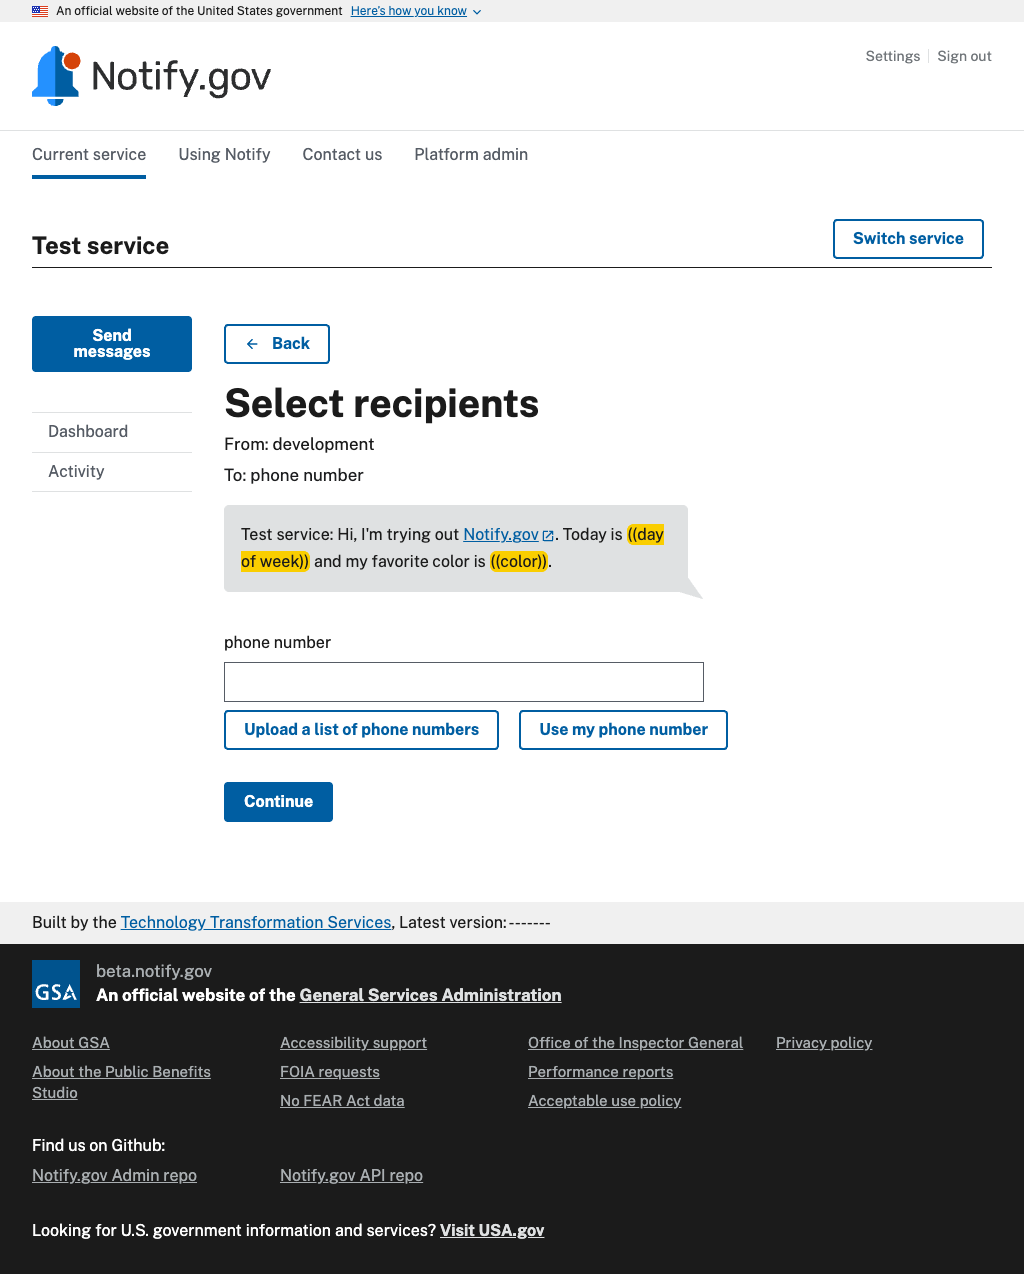 An official website of the United States government Here's how you know
Notify.gov
Settings Sign out
Current service Using Notify Contact us Platform admin
Test service
Switch service
Send
messages
Dashboard
Activity
Back
Select recipients
From: development
To: phone number
Test service: Hi, I'm trying out Notify.gov. Today is ((day
of week)) and my favorite color is ((color)).
phone number
Upload a list of phone numbers Use my phone number
Continue
Built by the Technology Transformation Services, Latest version:-------
GSA
beta.notify.gov
An official website of the General Services Administration
About GSA
About the Public Benefits
Studio
Accessibility support
FOIA requests
No FEAR Act data
Office of the Inspector General
Performance reports
Acceptable use policy
Privacy policy
Find us on Github:
Notify.gov Admin repo Notify.gov API repo
Looking for U.S. government information and services? Visit USA.gov